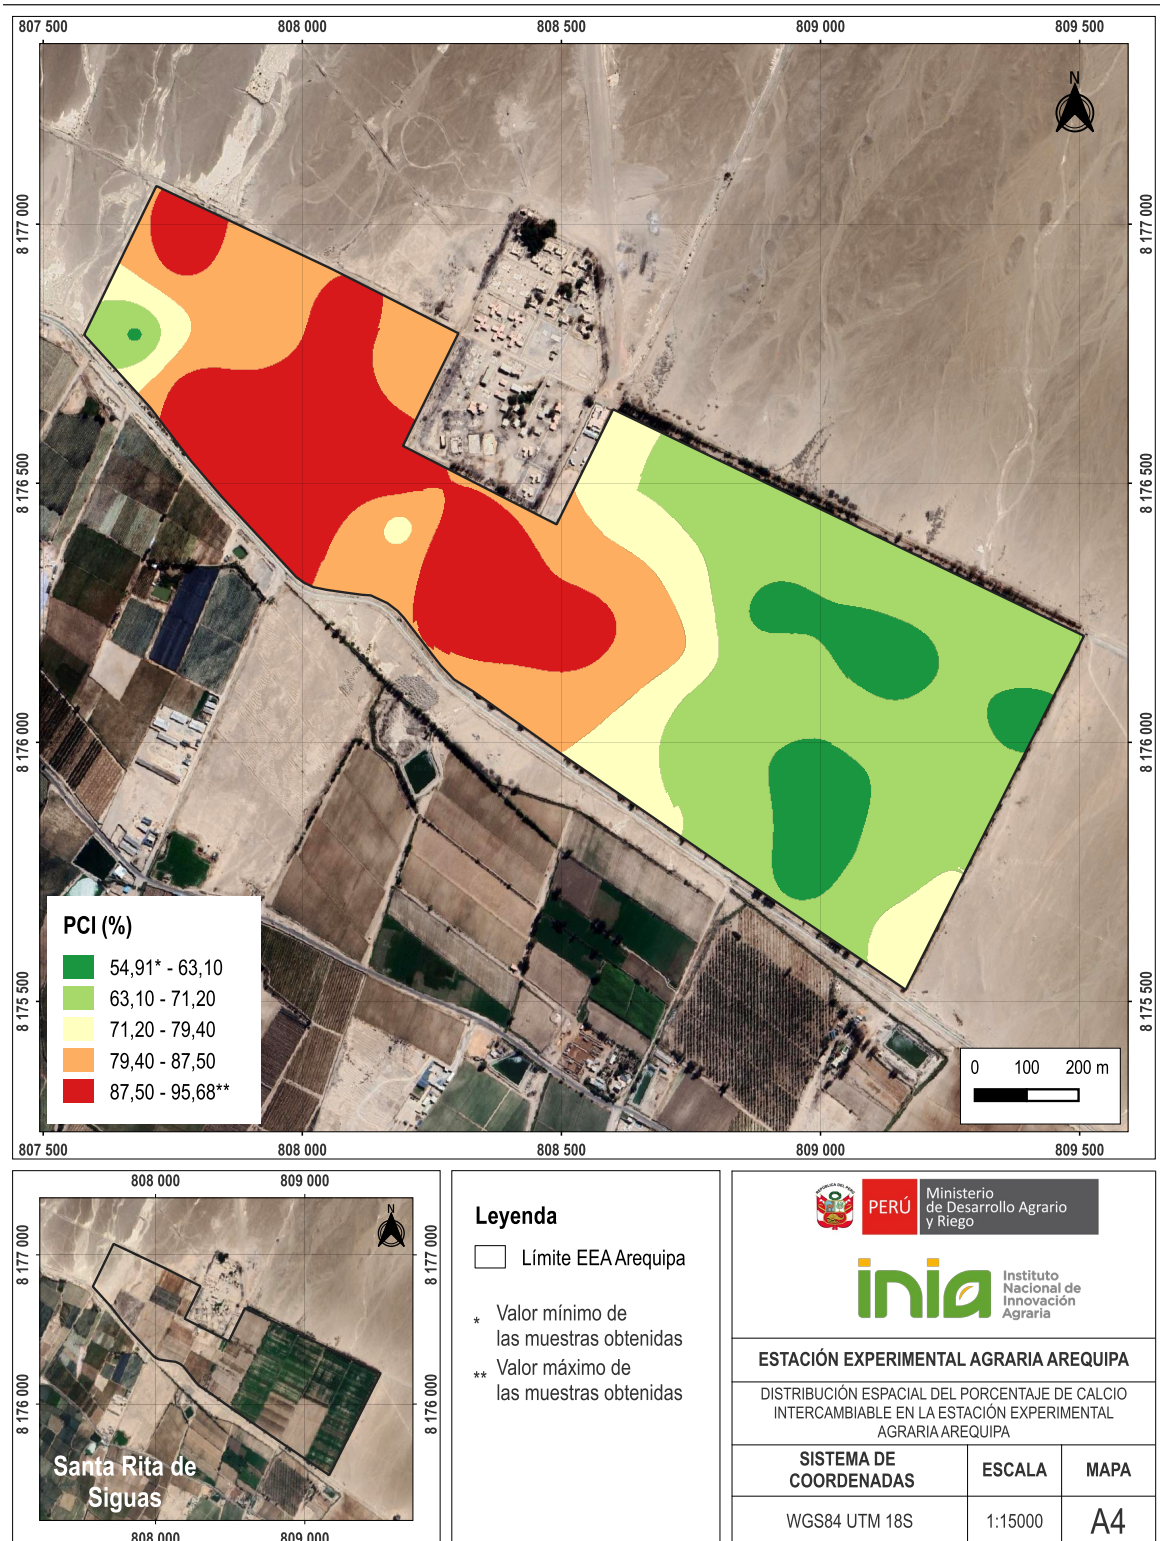 807 500
808 000
808 500
809 000
809 500
N
8 177 000
8 177 000
8 176 500
8 176 500
8 176 000
8 176 000
8 175 500
8 175 500
PCI (%)
54,91* - 63,10
63,10 - 71,20
71,20 - 79,40
79,40 - 87,50
87,50 - 95,68**
0 100 200 m
807 500
808 000
808 500
809 000
809 500
808 000
809 000
N
8 177 000
8 177 000
8 176 000
8 176 000
Santa Rita de
Siguas
808 000
809 000
Leyenda
Límite EEA Arequipa
* Valor mínimo de
las muestras obtenidas
** Valor máximo de
las muestras obtenidas
REPÚBLICA DEL PERÚ
PERÚ
Ministerio
de Desarrollo Agrario
y Riego
inia
Instituto
Nacional de
Innovación
Agraria
ESTACIÓN EXPERIMENTAL AGRARIA AREQUIPA
DISTRIBUCIÓN ESPACIAL DEL PORCENTAJE DE CALCIO
INTERCAMBIABLE EN LA ESTACIÓN EXPERIMENTAL
AGRARIA AREQUIPA
SISTEMA DE
COORDENADAS
ESCALA
MAPA
WGS84 UTM 18S
1:15000
A4